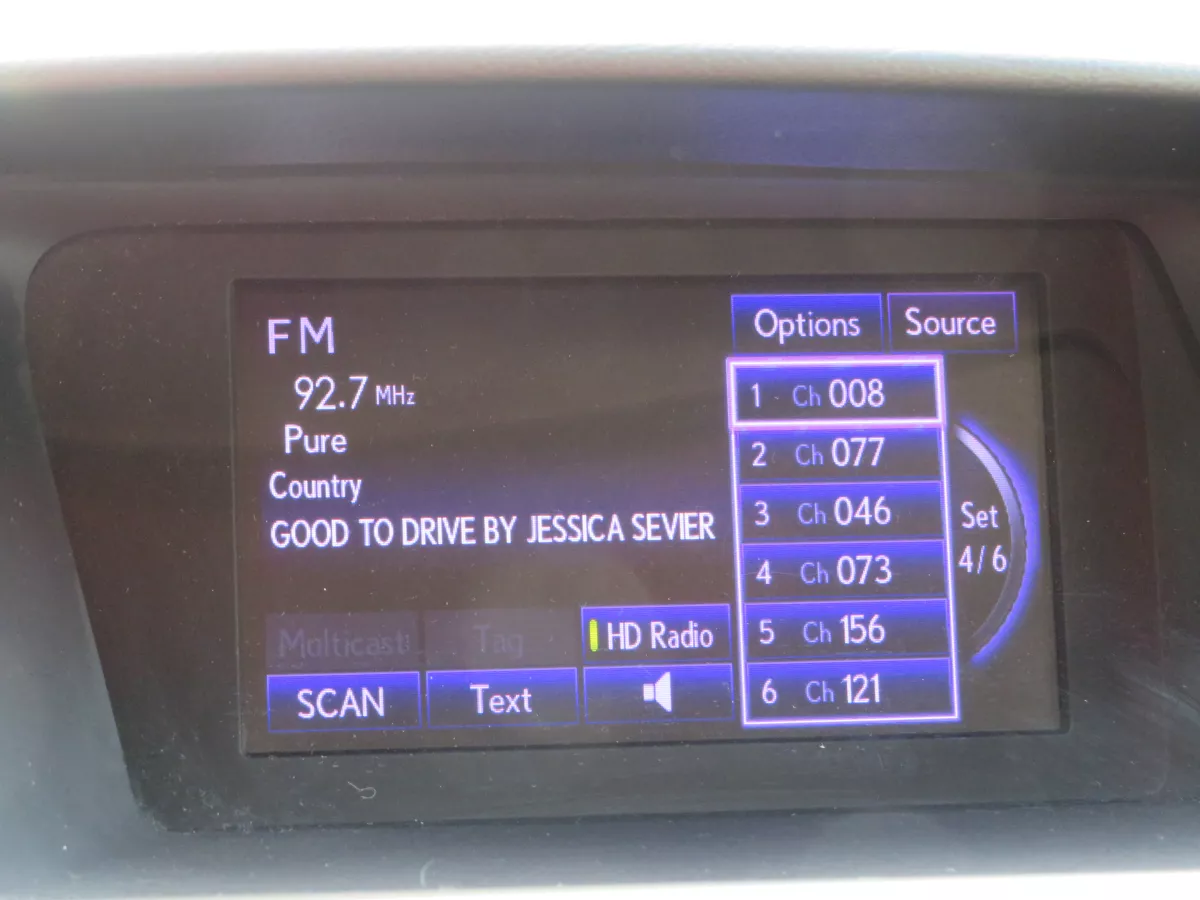 FM
92.7 MHz
Pure
Country
GOOD TO DRIVE BY JESSICA SEVIER
Options
Source
1 Ch 008
2 Ch 077
3 Ch 046
4 Ch 073
5 Ch 156
6 Ch 121
Set
4/6
Tag
HD Radio
SCAN
Text